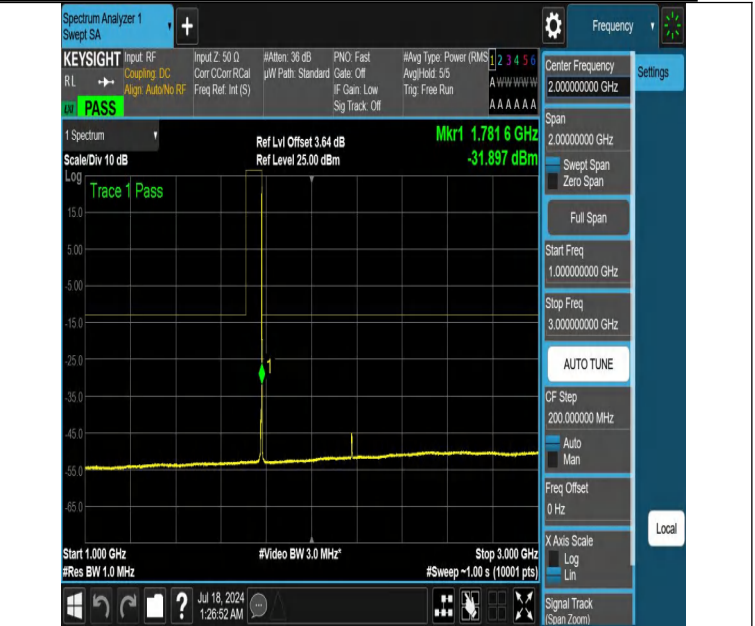 Spectrum Analyzer 1
Swept SA
+
Frequency
KEYSIGHT
RL
PASS
Input: RF
Coupling: DC
Align: Auto/No RF
Input Z: 50 Ω
Corr CCorr RCal
Freq Ref: Int (S)
#Atten: 36 dB
µW Path: Standard
PNO: Fast
Gate: Off
IF Gain: Low
Sig Track: Off
#Avg Type: Power (RMS
Avg|Hold: 5/5
Trig: Free Run
1 2 3 4 5 6
A W W W W W
A A A A A A
1 Spectrum
Scale/Div 10 dB
Ref Lvl Offset 3.64 dB
Ref Level 25.00 dBm
Mkr1 1.781 6 GHz
-31.897 dBm
Log
Trace 1 Pass
15.0
5.00
-5.00
-15.0
-25.0
-35.0
-45.0
-55.0
-65.0
1
Start 1.000 GHz
#Res BW 1.0 MHz
#Video BW 3.0 MHz*
Stop 3.000 GHz
#Sweep ~1.00 s (10001 pts)
Center Frequency
2.000000000 GHz
Span
2.00000000 GHz
Swept Span
Zero Span
Full Span
Start Freq
1.000000000 GHz
Stop Freq
3.000000000 GHz
AUTO TUNE
CF Step
200.000000 MHz
Auto
Man
Freq Offset
0 Hz
X Axis Scale
Log
Lin
Signal Track
(Span Zoom)
Settings
Local
?
Jul 18, 2024
1:26:52 AM